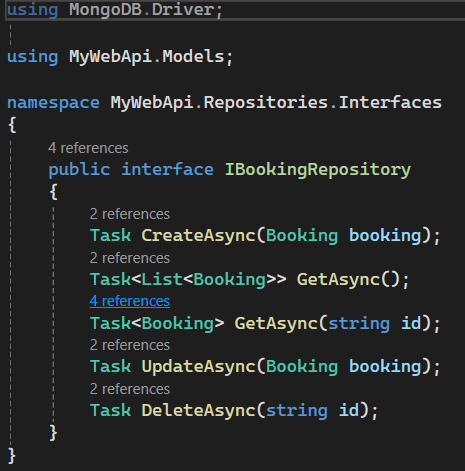 using MongoDB.Driver;
using MyWebApi.Models;
namespace MyWebApi.Repositories.Interfaces
{
4 references
public interface IBookingRepository
{
2 references
Task CreateAsync(Booking booking);
2 references
Task<List<Booking>> GetAsync();
4 references
Task<Booking> GetAsync(string id);
2 references
Task UpdateAsync(Booking booking);
2 references
Task DeleteAsync(string id);
}
}